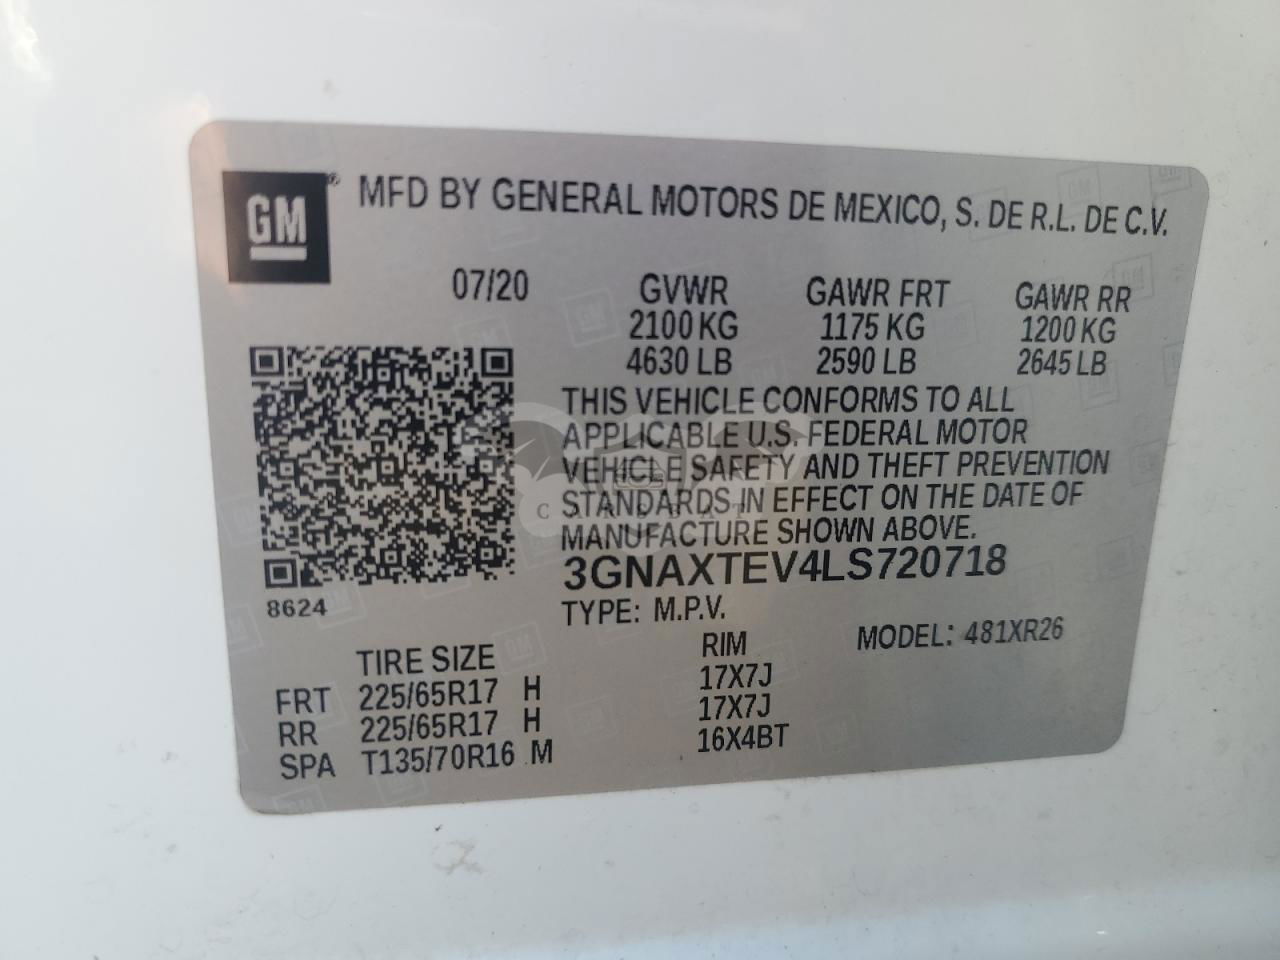 GM ® MFD BY GENERAL MOTORS DE MEXICO, S. DE R.L. DE C.V.
07/20 GVWR GAWR FRT GAWR RR
2100 KG 1175 KG 1200 KG
4630 LB 2590 LB 2645 LB
THIS VEHICLE CONFORMS TO ALL
APPLICABLE U.S. FEDERAL MOTOR
VEHICLE SAFETY AND THEFT PREVENTION
STANDARDS IN EFFECT ON THE DATE OF
MANUFACTURE SHOWN ABOVE.
3GNAXTEV4LS720718
8624
TYPE: M.P.V. MODEL: 481XR26
TIRE SIZE RIM
FRT 225/65R17 H 17X7J
RR 225/65R17 H 17X7J
SPA T135/70R16 M 16X4BT